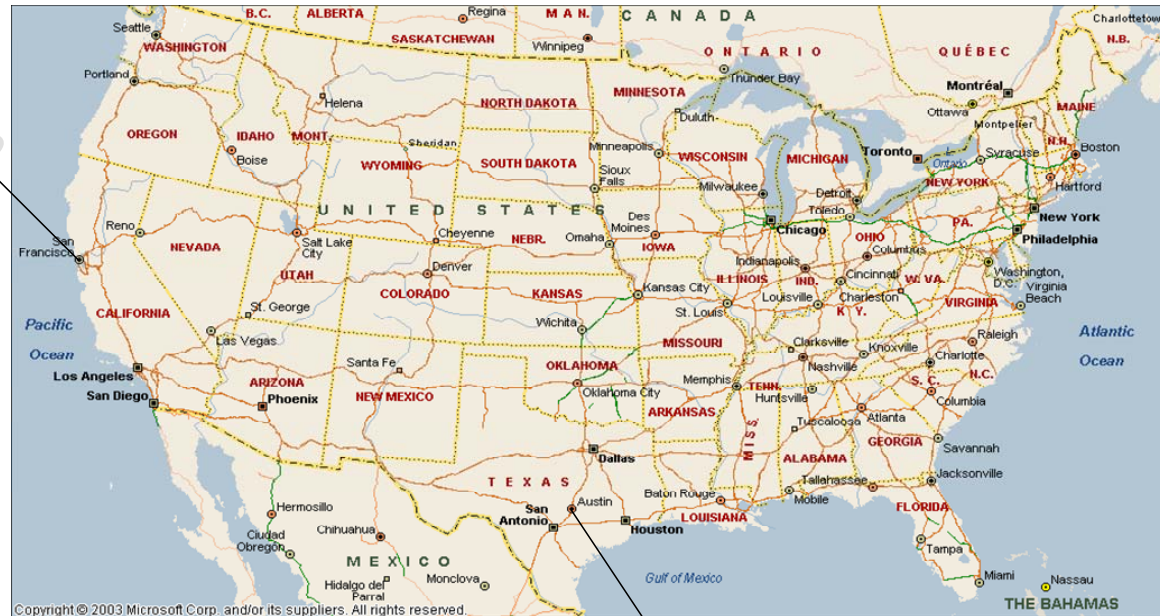 B.C.
ALBERTA
Regina
MAN.
CANADA
Charlottetow
Seattle
WASHINGTON
SASKATCHEWAN
Winnipeg
ONTARIO
QUÉBEC
N.B.
Portland
Thunder Bay
Montréal
Helena
NORTH DAKOTA
MINNESOTA
Duluth
Ottawa
MAINE
Montpelier
OREGON
IDAHO
MONT.
Sheridan
Minneapolis
WISCONSIN
MICHIGAN
Toronto
L
Ontario
Syracuse
N.H.
Boston
Boise
WYOMING
SOUTH DAKOTA
Sioux
Falls
Milwaukee
Detroit
NEW YORK
Hartford
UNITED STATES
Toledo
New York
Reno
San
Francisco
NEVADA
Salt Lake
City
Cheyenne
NEBR.
Omaha
Des
Moines
IOWA
Chicago
OHIO
PA.
Philadelphia
Columbus
Indianapolis
UTAH
Denver
COLORADO
KANSAS
Kansas City
ILLINOIS
IND.
Cincinnati
W. VA.
Washington,
D.C.
Virginia
Beach
St. George
CALIFORNIA
St. Louis
Louisville
Charleston
KY.
VIRGINIA
Pacific
Ocean
Las Vegas
Wichita
MISSOURI
Clarksville
Knoxville
Raleigh
Atlantic
Ocean
Los Angeles
Santa Fe
OKLAHOMA
Nashville
Charlotte
N.C.
San Diego
ARIZONA
Phoenix
NEW MEXICO
Oklahoma City
Memphis
TENN.
Huntsville
S. C.
Columbia
ARKANSAS
MISS.
Tuscaloosa
Atlanta
GEORGIA
Savannah
Dallas
ALABAMA
TEXAS
Baton Rouge
Tallahassee
Jacksonville
Hermosillo
Austin
Mobile
FLORIDA
Chihuahua
San
Antonio
Houston
LOUISIANA
Ciudad
Obregón
Tampa
MEXICO
Hidalgo del
Parral
Monclova
Gulf of Mexico
Miami
Nassau
THE BAHAMAS
Copyright © 2003 Microsoft Corp. and/or its suppliers. All rights reserved.